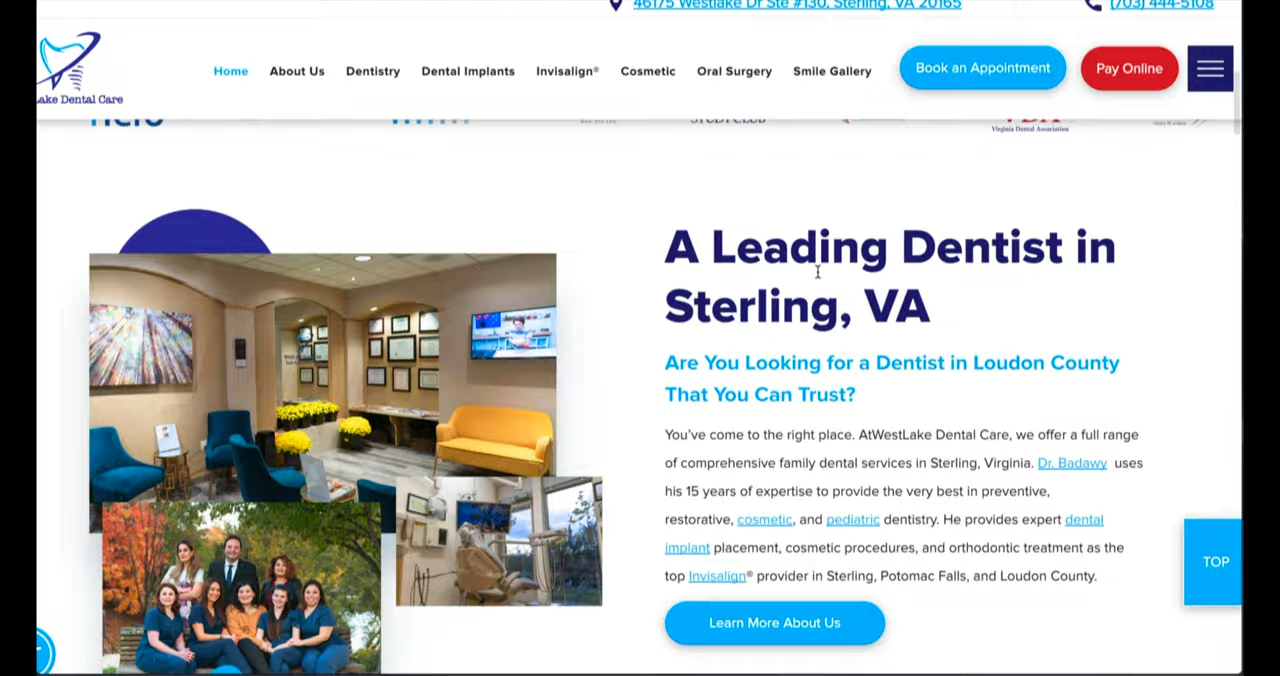 46175 Westlake Dr Ste #130, Sterling, VA 20165
(703) 444-5108
Lake Dental Care
Home
About Us
Dentistry
Dental Implants
Invisalign®
Cosmetic
Oral Surgery
Smile Gallery
Book an Appointment
Pay Online
STUDY CLUB
Virginia Dental Association
A Leading Dentist in
Sterling, VA
Are You Looking for a Dentist in Loudon County
That You Can Trust?
You've come to the right place. AtWestLake Dental Care, we offer a full range
of comprehensive family dental services in Sterling, Virginia. Dr. Badawy uses
his 15 years of expertise to provide the very best in preventive,
restorative, cosmetic, and pediatric dentistry. He provides expert dental
implant placement, cosmetic procedures, and orthodontic treatment as the
top Invisalign® provider in Sterling, Potomac Falls, and Loudon County.
Learn More About Us
TOP